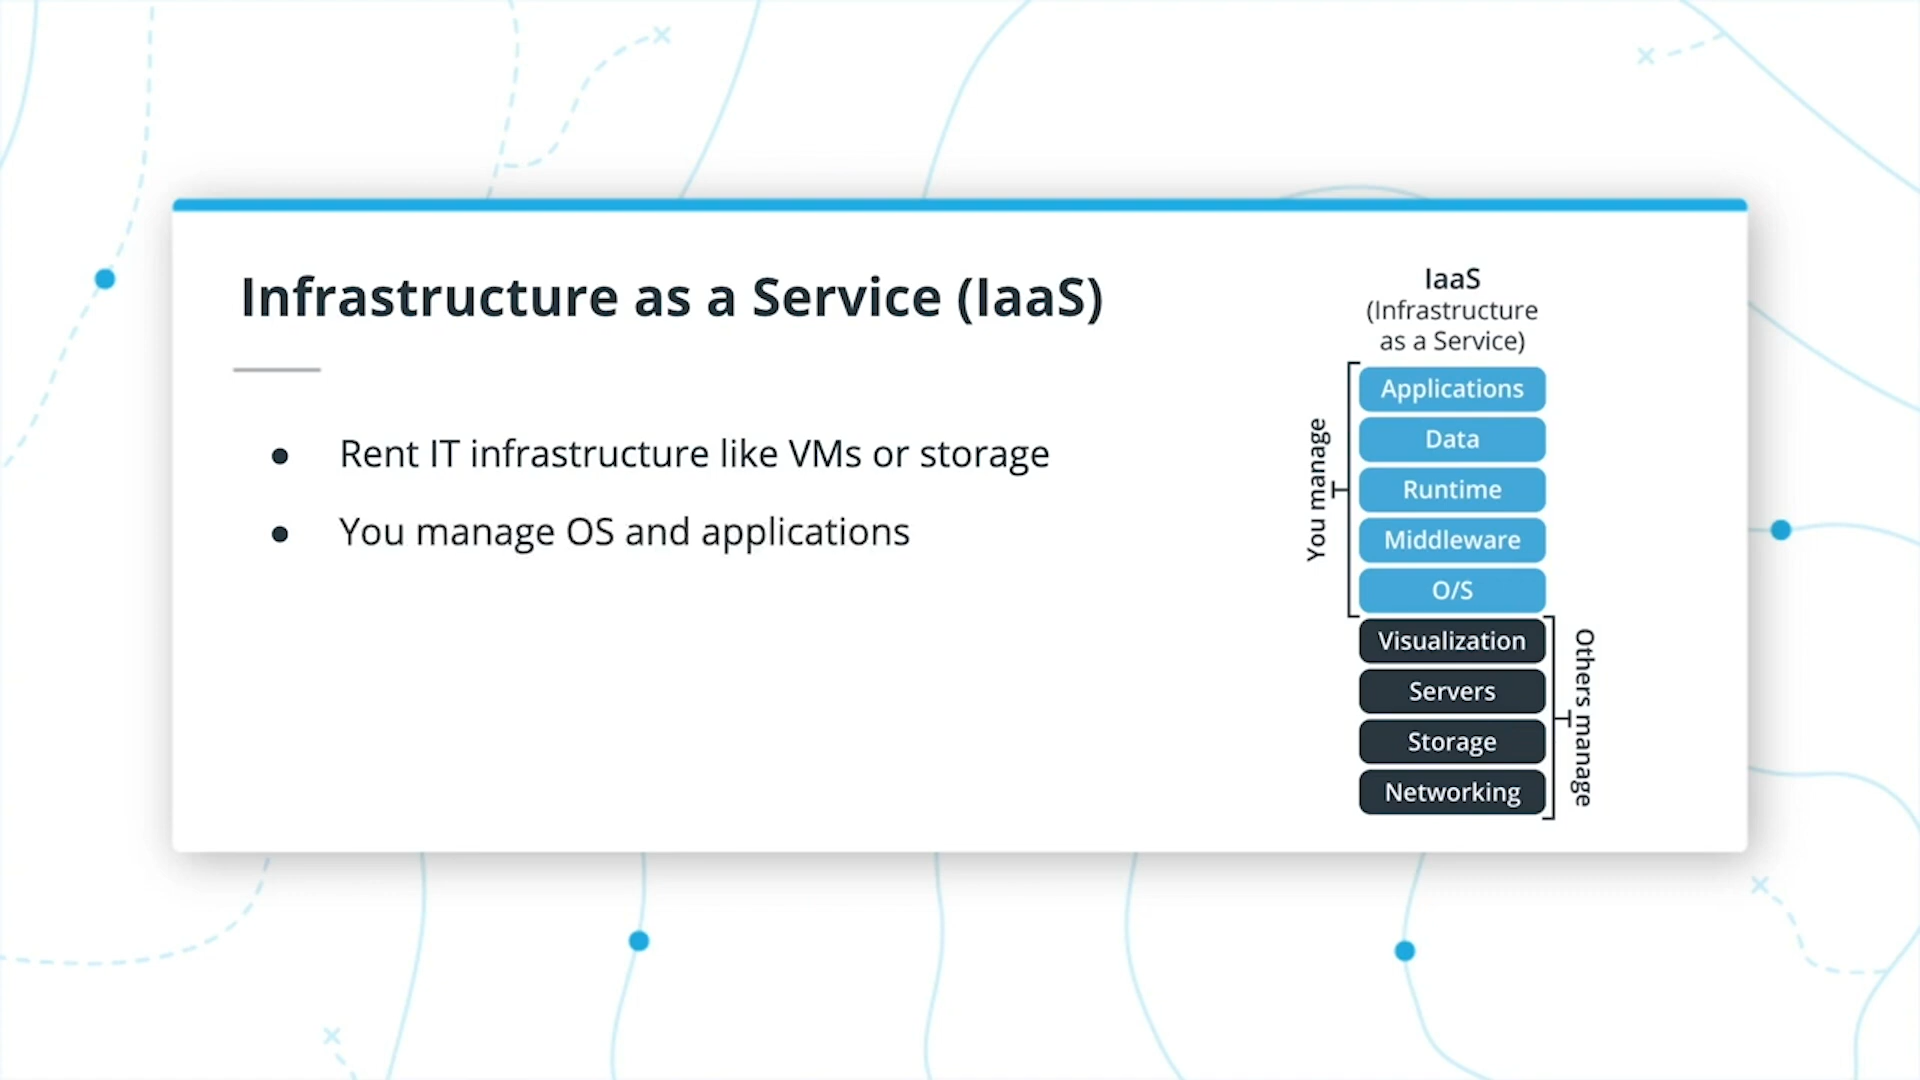 Infrastructure as a Service (IaaS)
● Rent IT infrastructure like VMs or storage
● You manage OS and applications
IaaS
(Infrastructure
as a Service)
You manage
Applications
Data
Runtime
Middleware
O/S
Visualization
Servers
Storage
Networking
Others manage